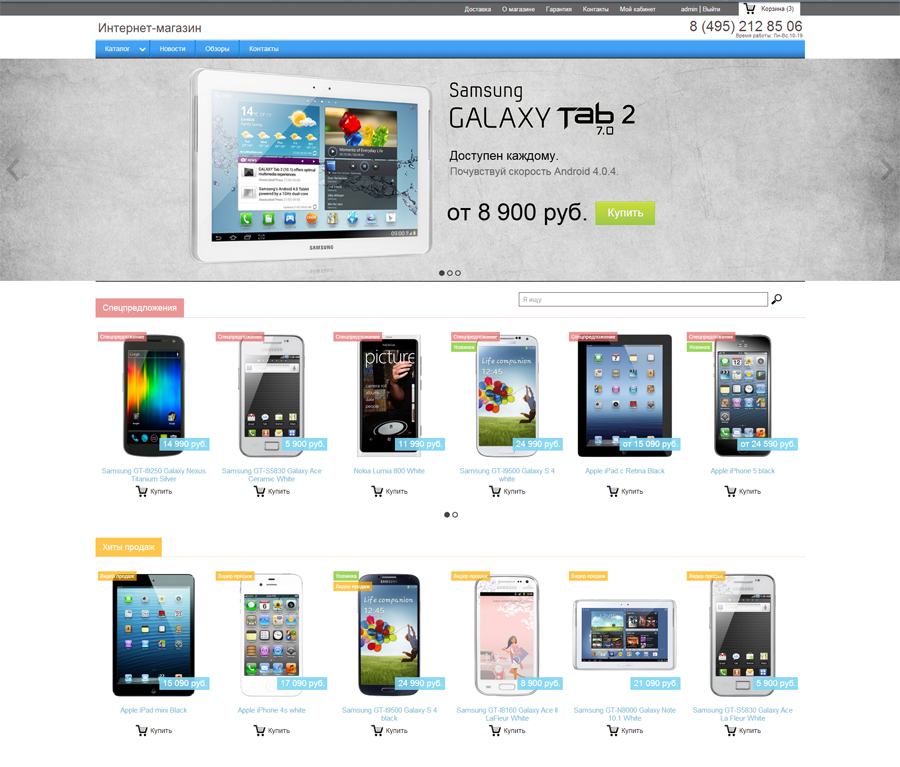 Доставка О магазине Гарантия Контакты Мой кабинет admin | Выйти Корзина (3)
Интернет-магазин
8 (495) 212 85 06
Время работы: Пн-Вс 10-19
Каталог Новости Обзоры Контакты
Samsung
GALAXY Tab 2
7.0
Доступен каждому.
Почувствуй скорость Android 4.0.4.
от 8 900 руб. Купить
SAMSUNG
Спецпредложения
Я ищу
Спецпредложение Спецпредложение Спецпредложение Спецпредложение Спецпредложение Спецпредложение
Новинка Новинка
NOKIA
picture
Life companion
12:45
14 990 руб. 5 900 руб. 11 990 руб. 24 990 руб. от 15 090 руб. от 24 590 руб.
Samsung GT-I9250 Galaxy Nexus Titanium Silver
Samsung GT-S5830 Galaxy Ace Ceramic White
Nokia Lumia 800 White
Samsung GT-I9500 Galaxy S 4 white
Apple iPad с Retina Black
Apple iPhone 5 black
Купить Купить Купить Купить Купить Купить
Хиты продаж
Лидер продаж Лидер продаж Новинка Лидер продаж Лидер продаж Лидер продаж
Лидер продаж
Life companion
12:45
15 090 руб. 17 090 руб. 24 990 руб. 8 900 руб. 21 090 руб. 5 900 руб.
Apple iPad mini Black
Apple iPhone 4s white
Samsung GT-I9500 Galaxy S 4 black
Samsung GT-I8160 Galaxy Ace II LaFleur White
Samsung GT-N8000 Galaxy Note 10.1 White
Samsung GT-S5830 Galaxy Ace La Fleur White
Купить Купить Купить Купить Купить Купить